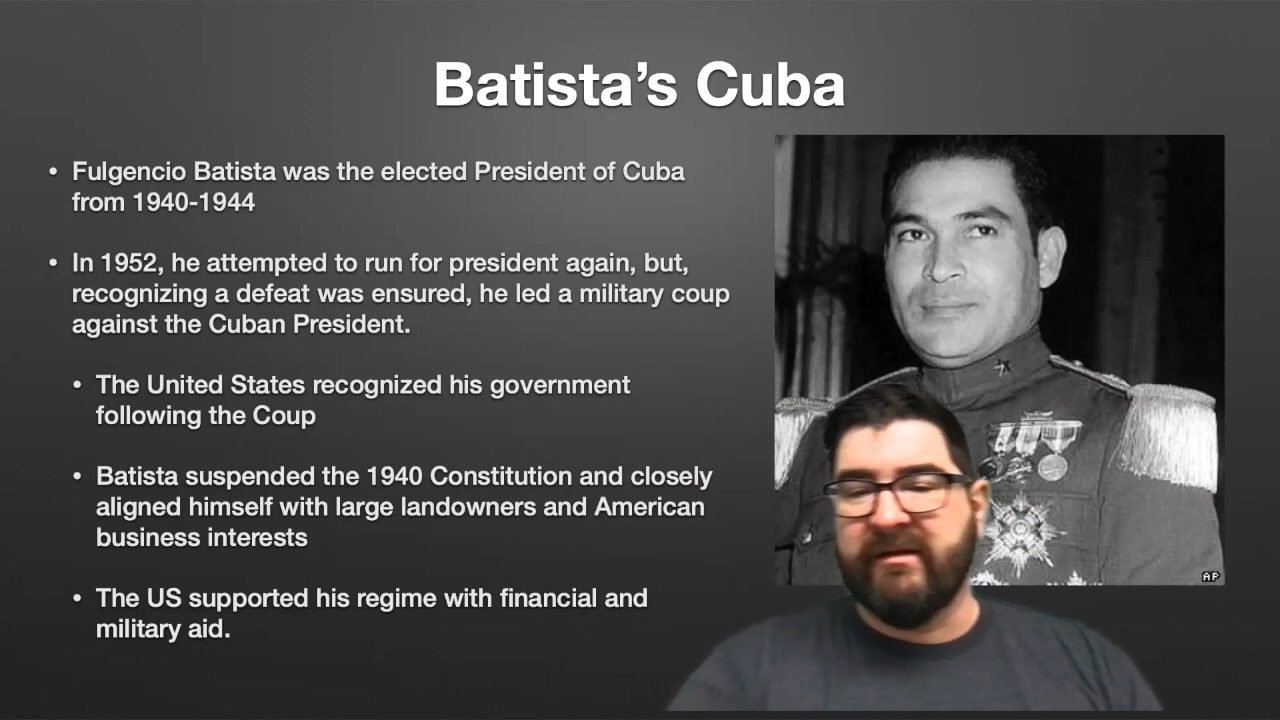 Batista’s Cuba
• Fulgencio Batista was the elected President of Cuba
from 1940-1944
• In 1952, he attempted to run for president again, but,
recognizing a defeat was ensured, he led a military coup
against the Cuban President.
• The United States recognized his government
following the Coup
• Batista suspended the 1940 Constitution and closely
aligned himself with large landowners and American
business interests
• The US supported his regime with financial and
military aid.
AP